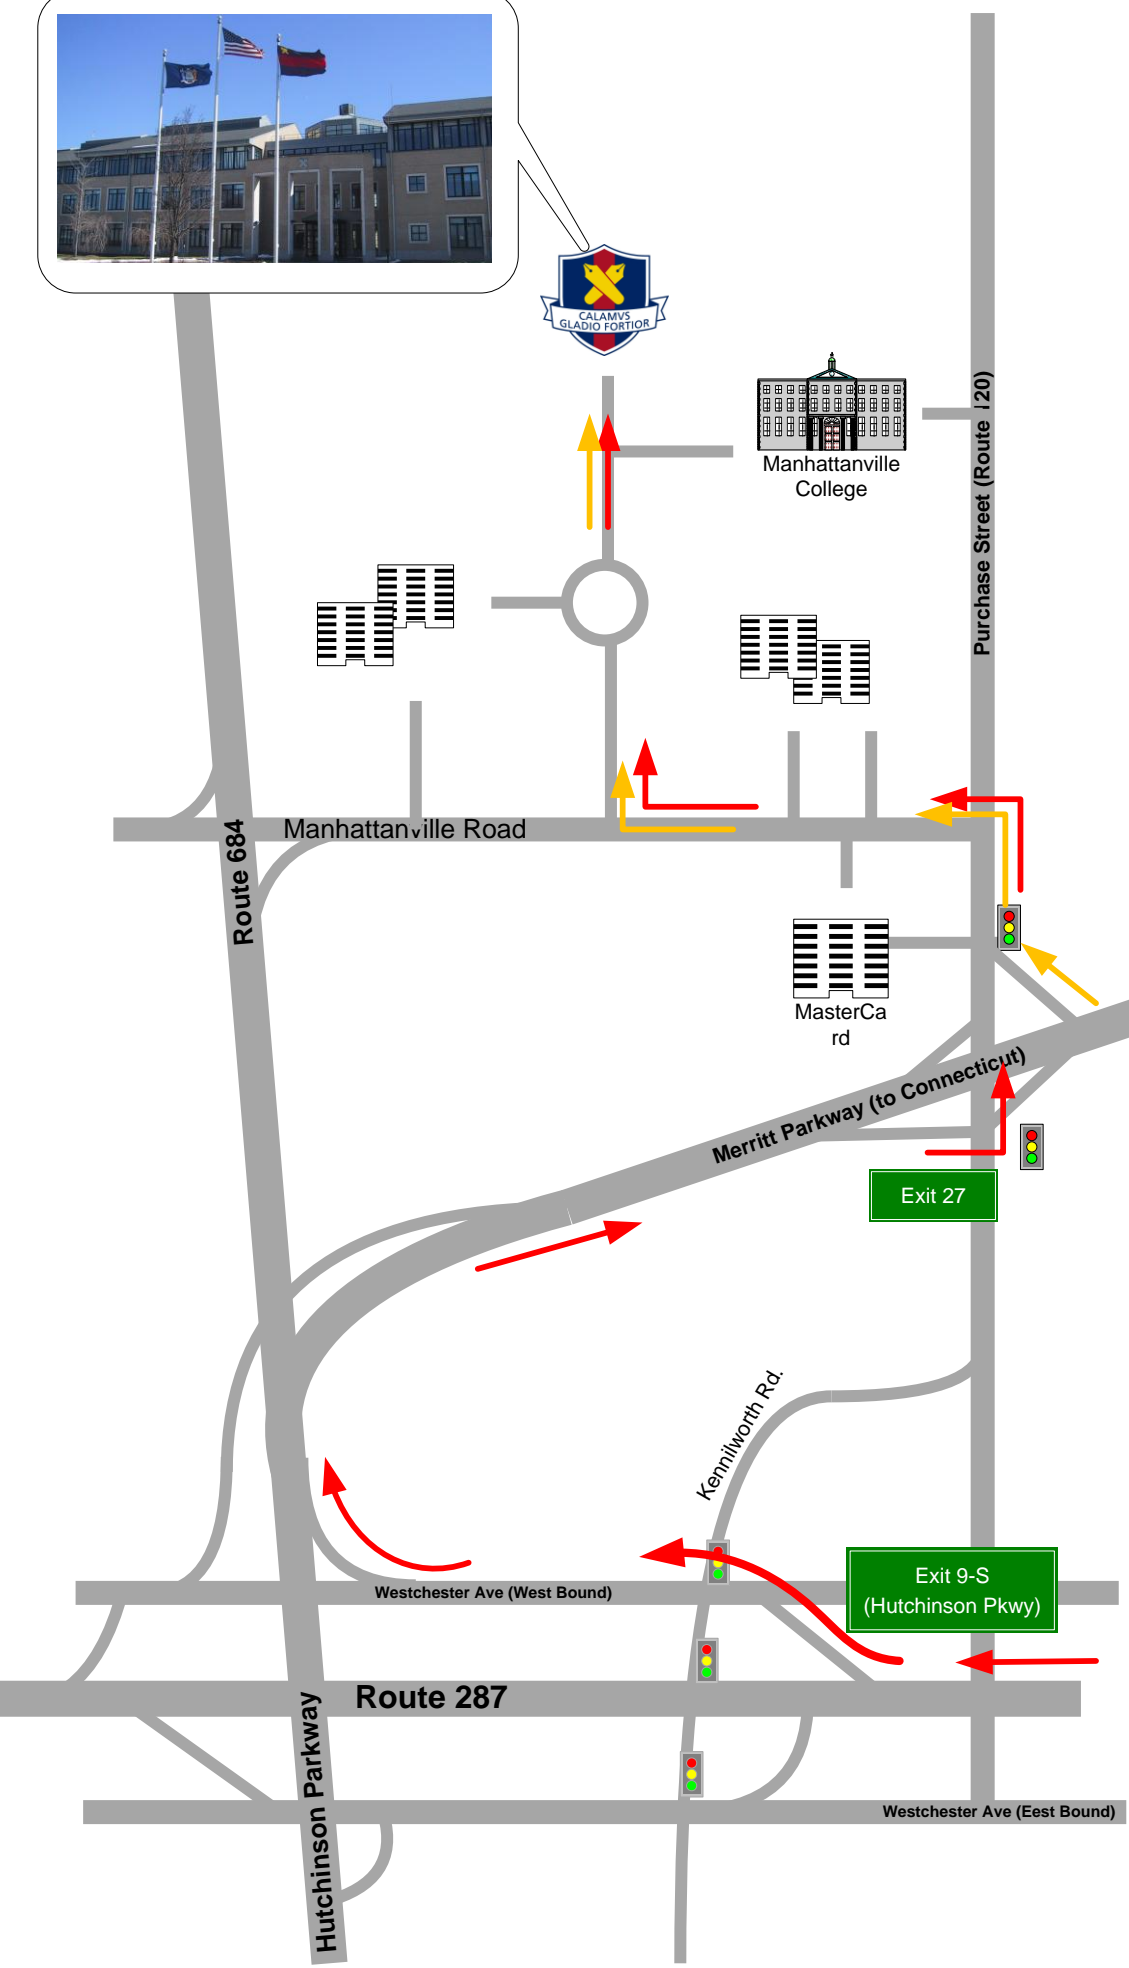 CALAMVS
GLADIO FORTIOR
Manhattanville
College
Purchase Street (Route 120)
Manhattanville Road
Route 684
MasterCa
rd
Merritt Parkway (to Connecticut)
Exit 27
Kennilworth Rd.
Exit 9-S
(Hutchinson Pkwy)
Westchester Ave (West Bound)
Route 287
Hutchinson Parkway
Westchester Ave (Eest Bound)